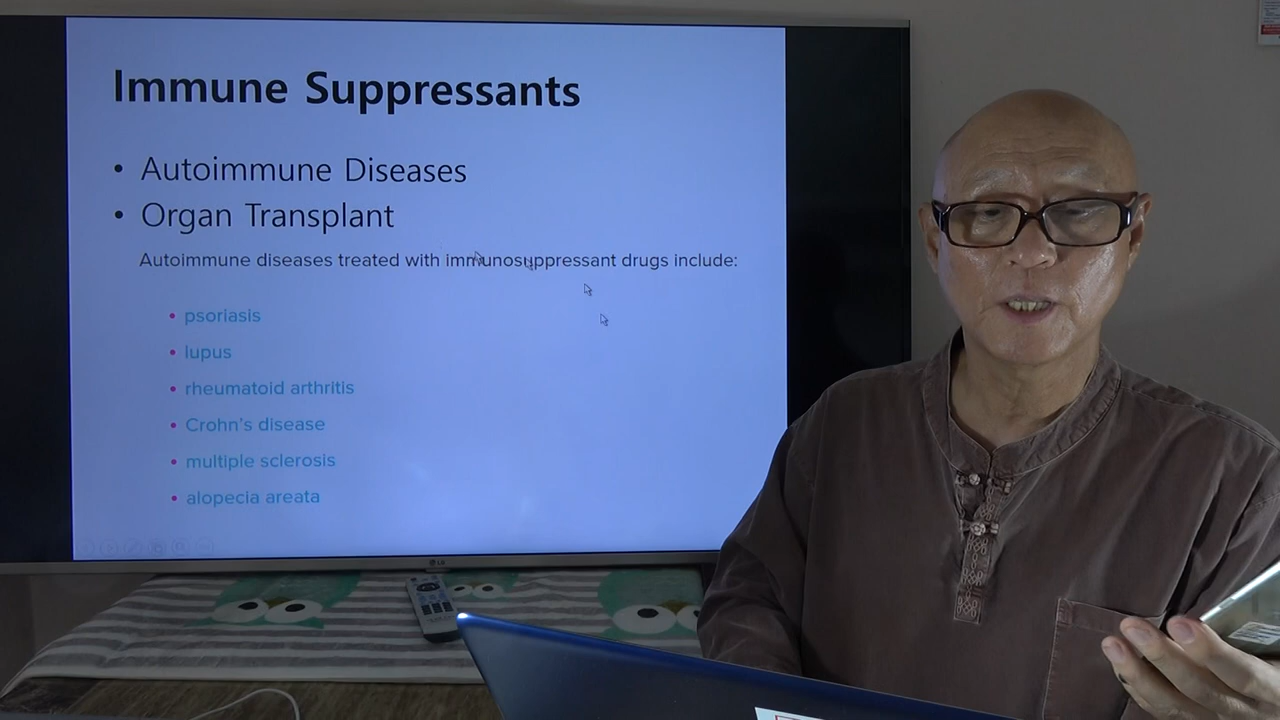 Immune Suppressants
• Autoimmune Diseases
• Organ Transplant
Autoimmune diseases treated with immunosuppressant drugs include:
• psoriasis
• lupus
• rheumatoid arthritis
• Crohn's disease
• multiple sclerosis
• alopecia areata
LG